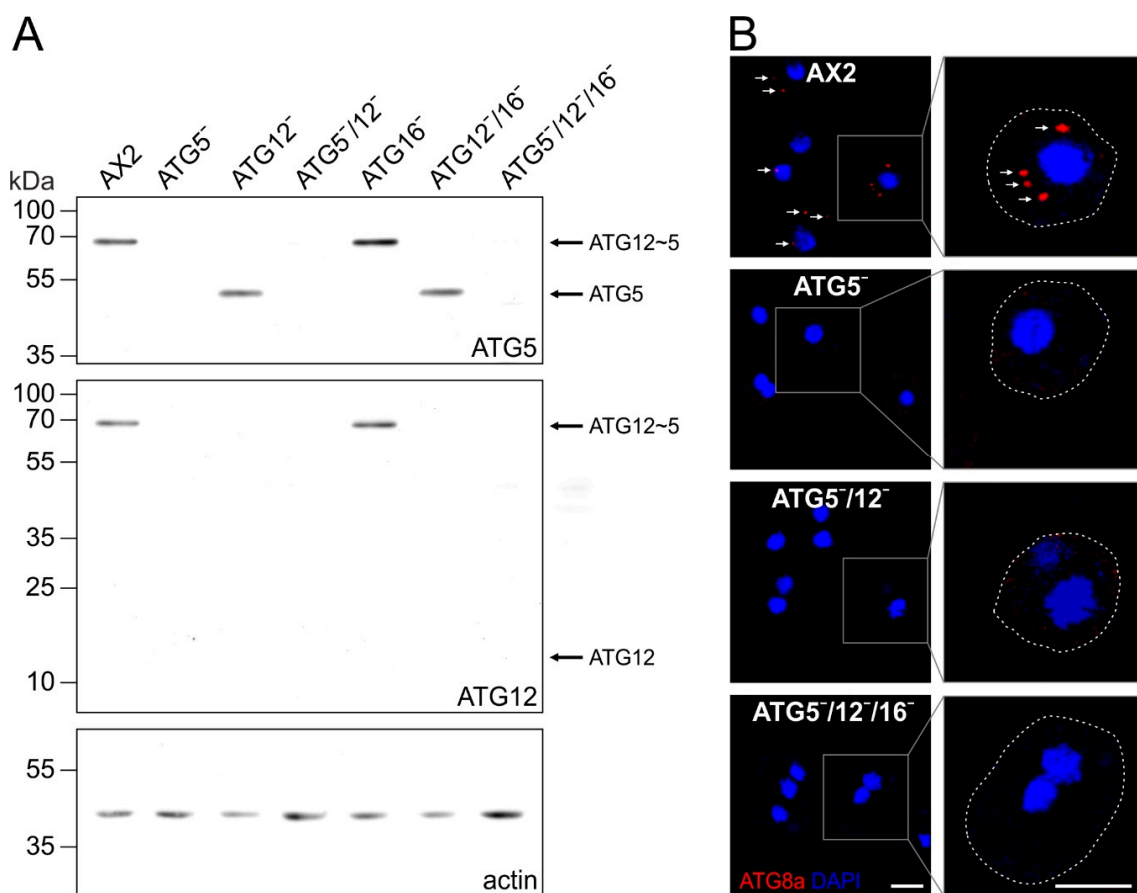 A
AX2
ATG5⁻
ATG12⁻
ATG5⁻/12⁻
ATG16⁻
ATG12⁻/16⁻
ATG5⁻/12⁻/16⁻
kDa
100
70
55
35
ATG12~5
ATG5
ATG5
100
70
55
35
25
10
ATG12~5
ATG12
ATG12
55
35
actin
B
AX2
ATG5⁻
ATG5⁻/12⁻
ATG5⁻/12⁻/16⁻
ATG8a DAPI